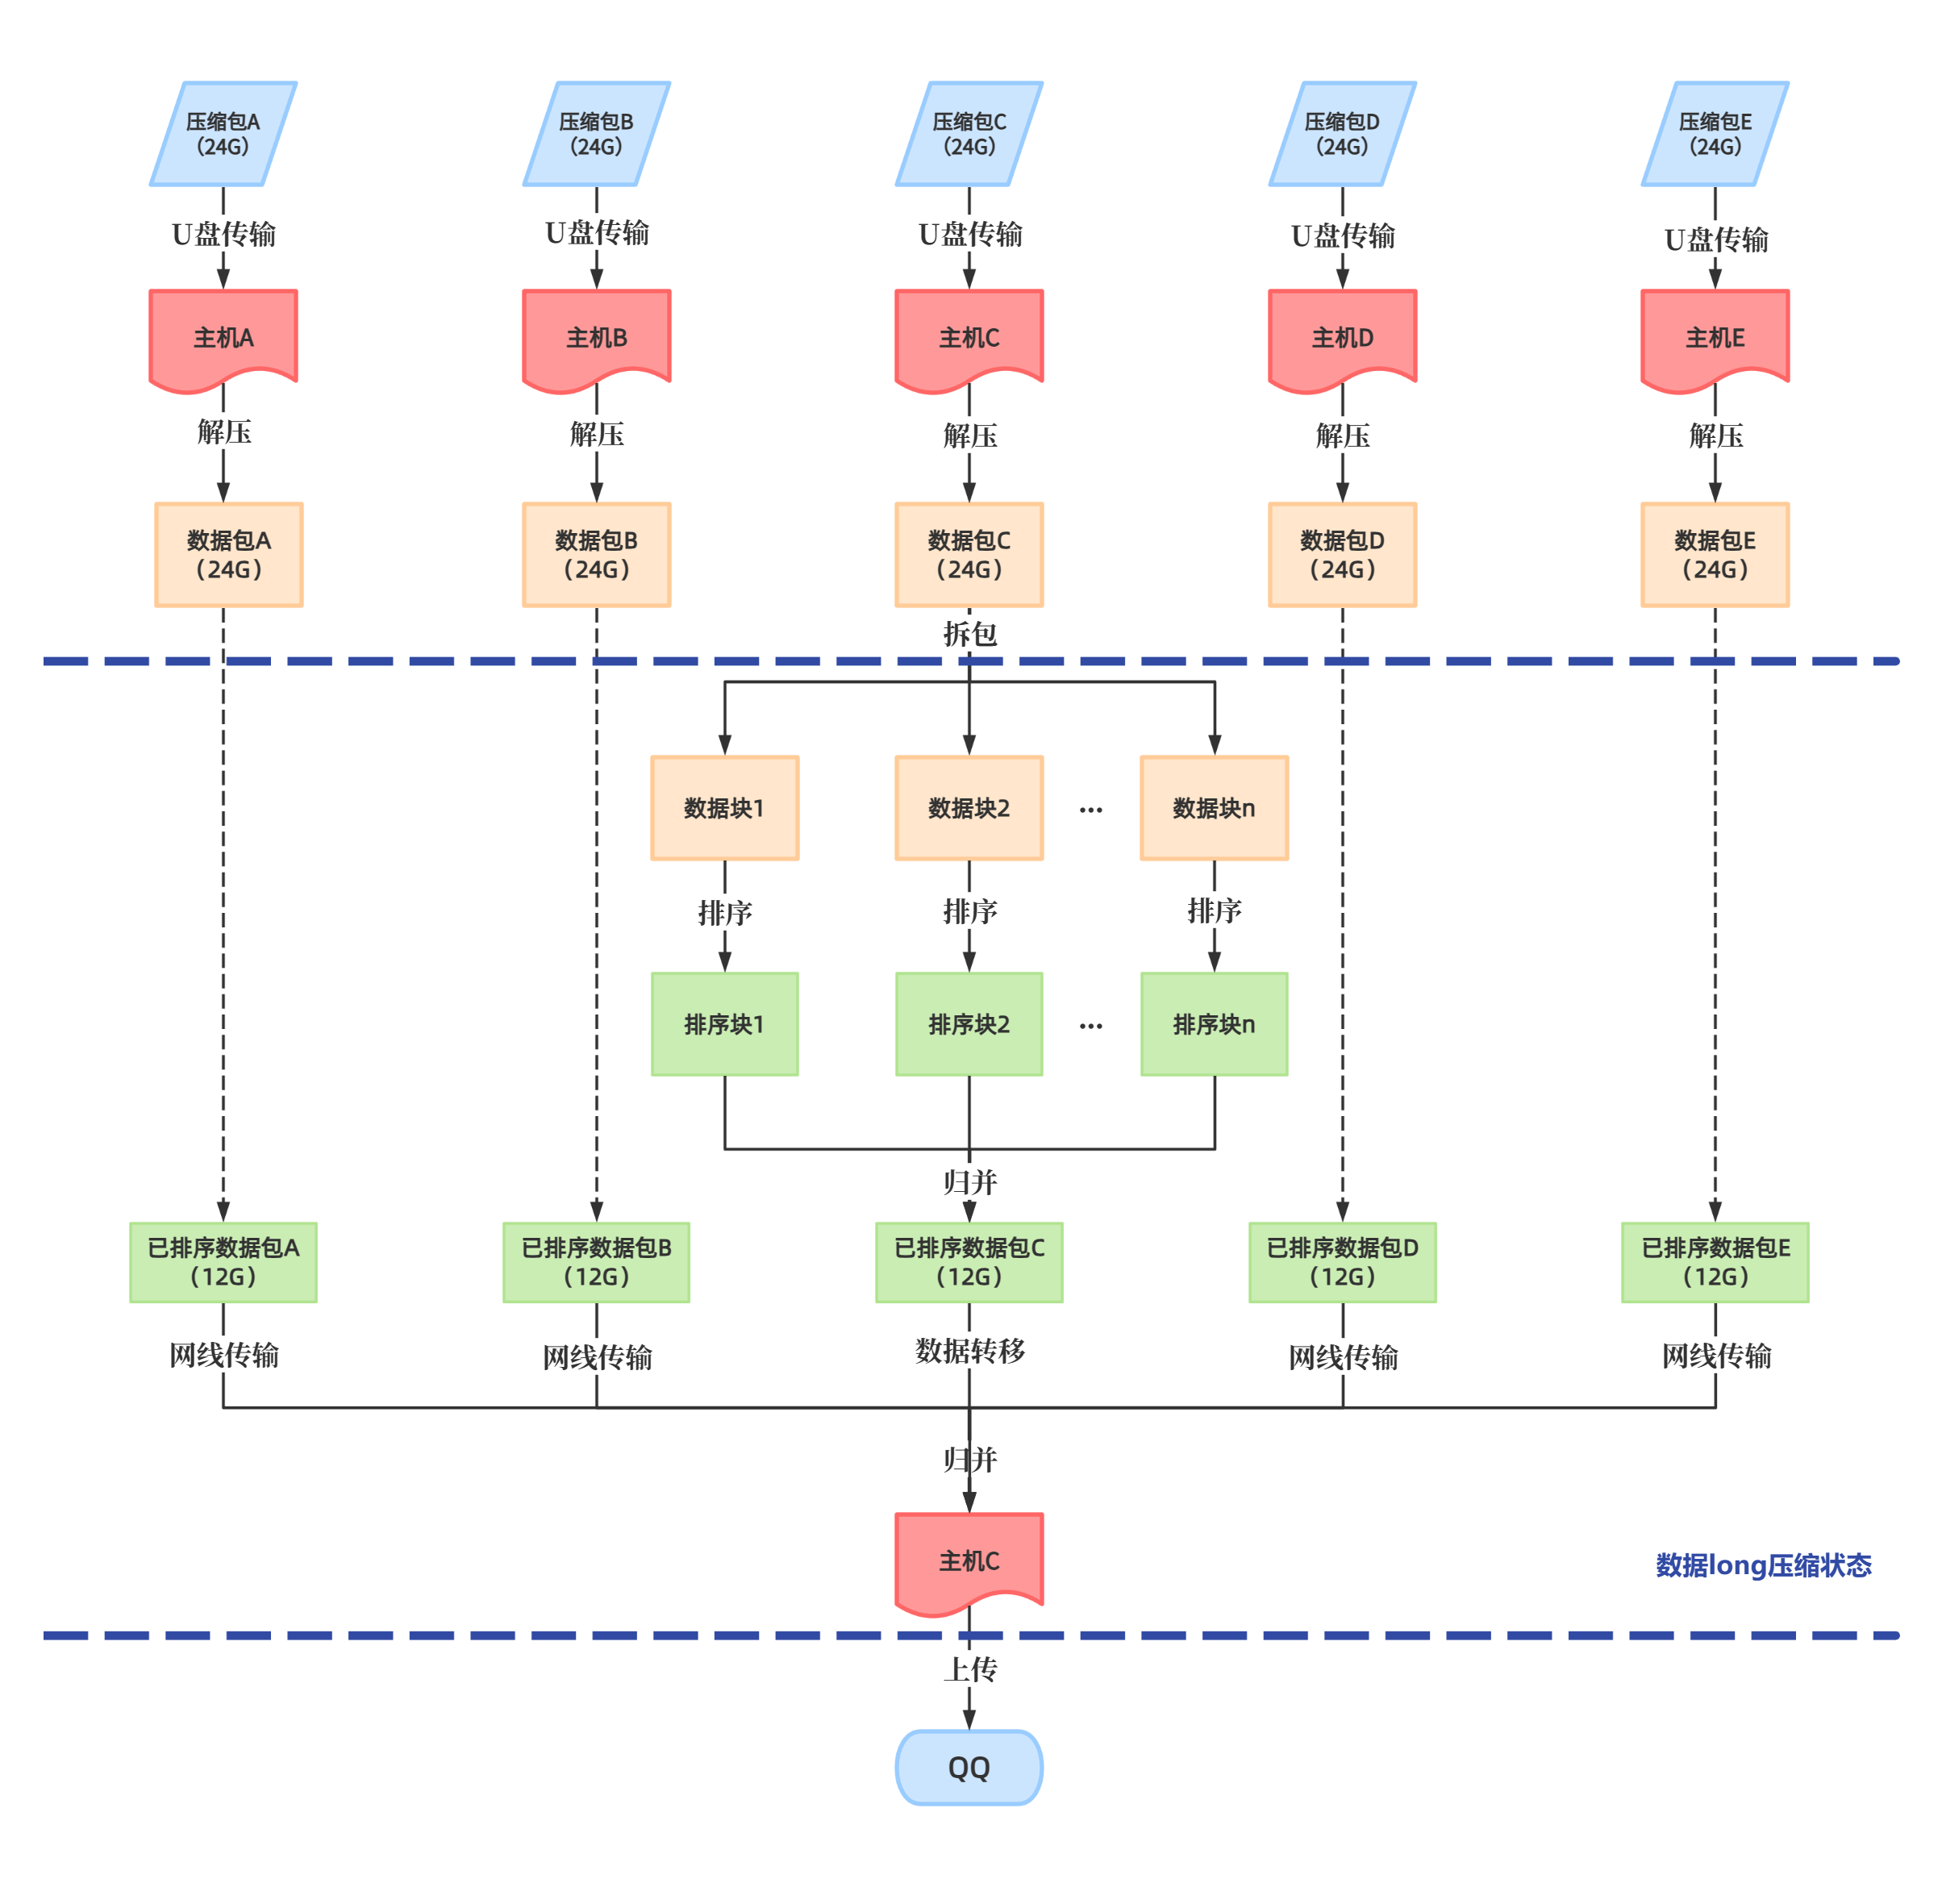 压缩包A
（24G）
压缩包B
（24G）
压缩包C
（24G）
压缩包D
（24G）
压缩包E
（24G）
U盘传输
U盘传输
U盘传输
U盘传输
U盘传输
主机A
主机B
主机C
主机D
主机E
解压
解压
解压
解压
解压
数据包A
（24G）
数据包B
（24G）
数据包C
（24G）
数据包D
（24G）
数据包E
（24G）
拆包
数据块1
数据块2
...
数据块n
排序
排序
排序
排序块1
排序块2
...
排序块n
归并
已排序数据包A
（12G）
已排序数据包B
（12G）
已排序数据包C
（12G）
已排序数据包D
（12G）
已排序数据包E
（12G）
网线传输
网线传输
数据转移
网线传输
网线传输
归并
主机C
数据long压缩状态
上传
QQ